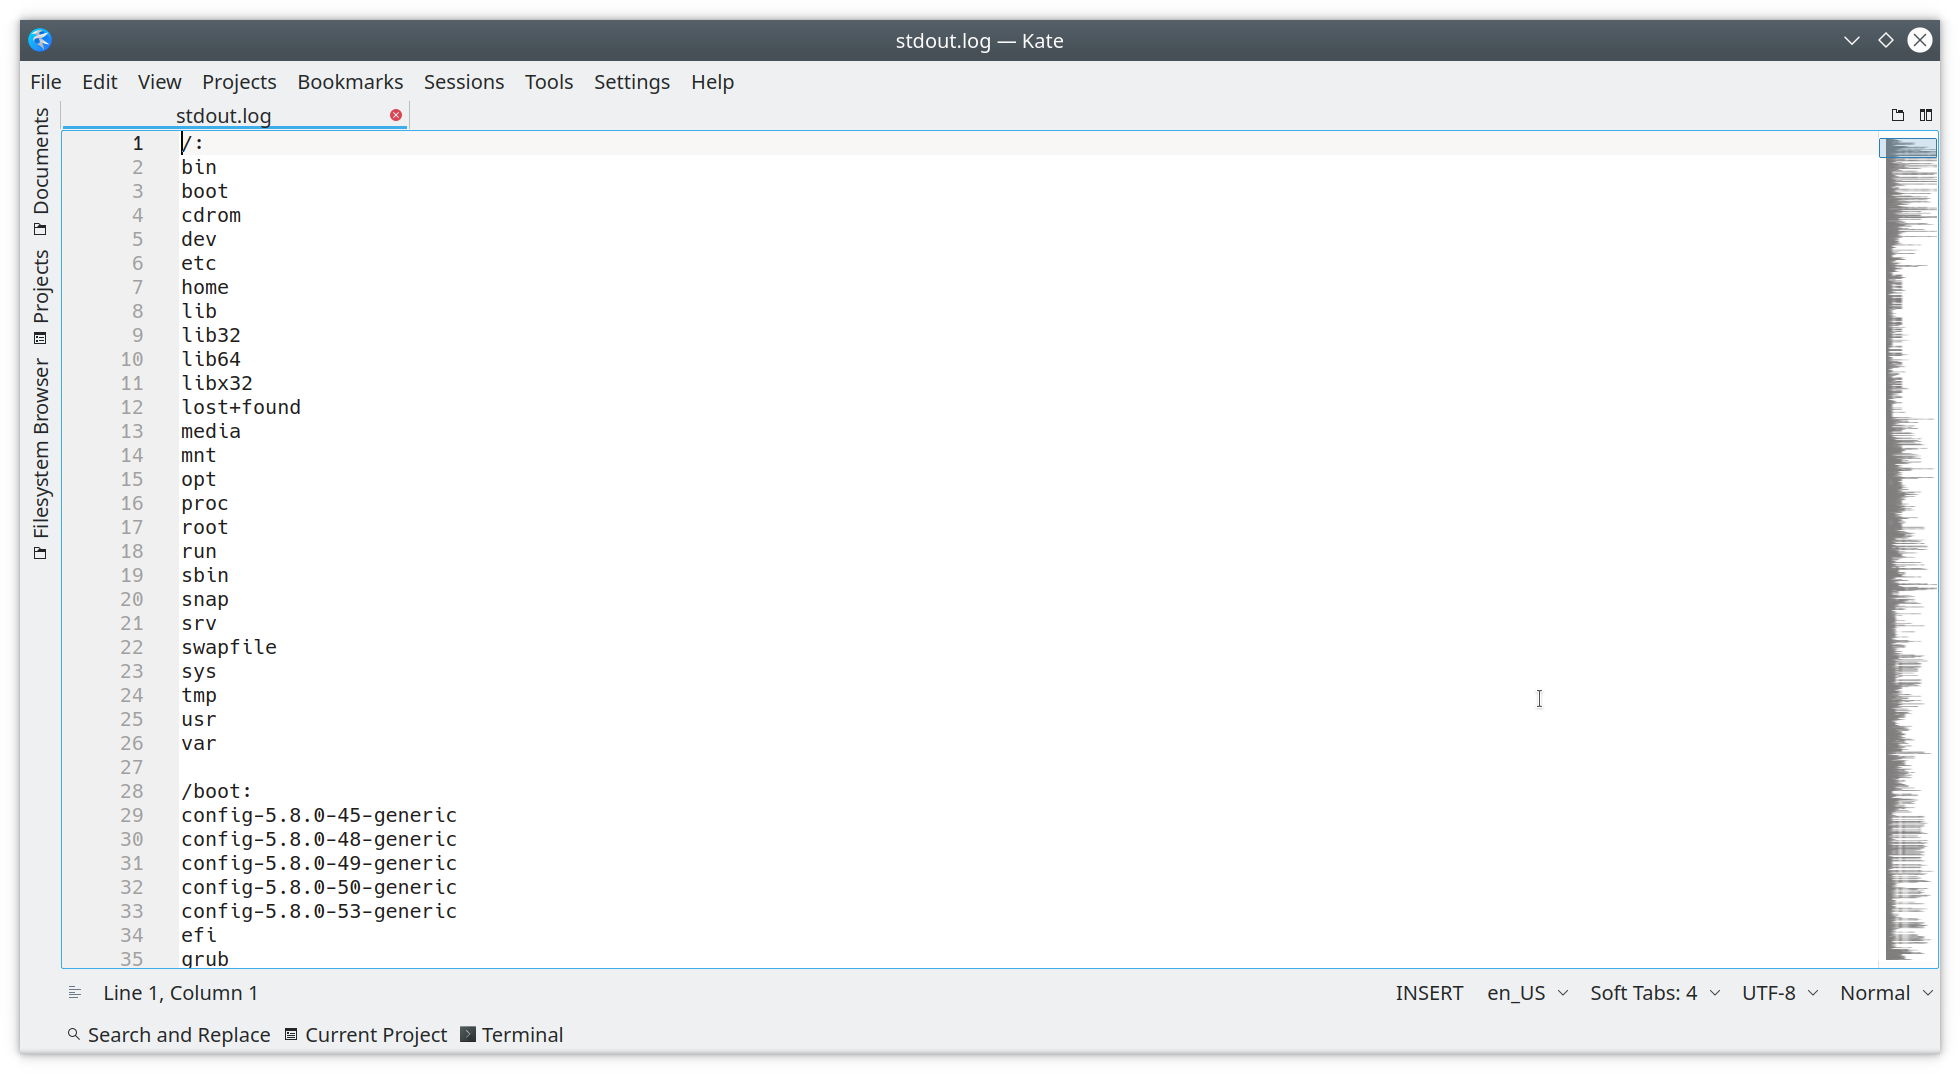 stdout.log — Kate
File Edit View Projects Bookmarks Sessions Tools Settings Help
stdout.log
Documents
Projects
Filesystem Browser
1 /:
2 bin
3 boot
4 cdrom
5 dev
6 etc
7 home
8 lib
9 lib32
10 lib64
11 libx32
12 lost+found
13 media
14 mnt
15 opt
16 proc
17 root
18 run
19 sbin
20 snap
21 srv
22 swapfile
23 sys
24 tmp
25 usr
26 var
27
28 /boot:
29 config-5.8.0-45-generic
30 config-5.8.0-48-generic
31 config-5.8.0-49-generic
32 config-5.8.0-50-generic
33 config-5.8.0-53-generic
34 efi
35 grub
Line 1, Column 1 INSERT en_US Soft Tabs: 4 UTF-8 Normal
Search and Replace Current Project Terminal